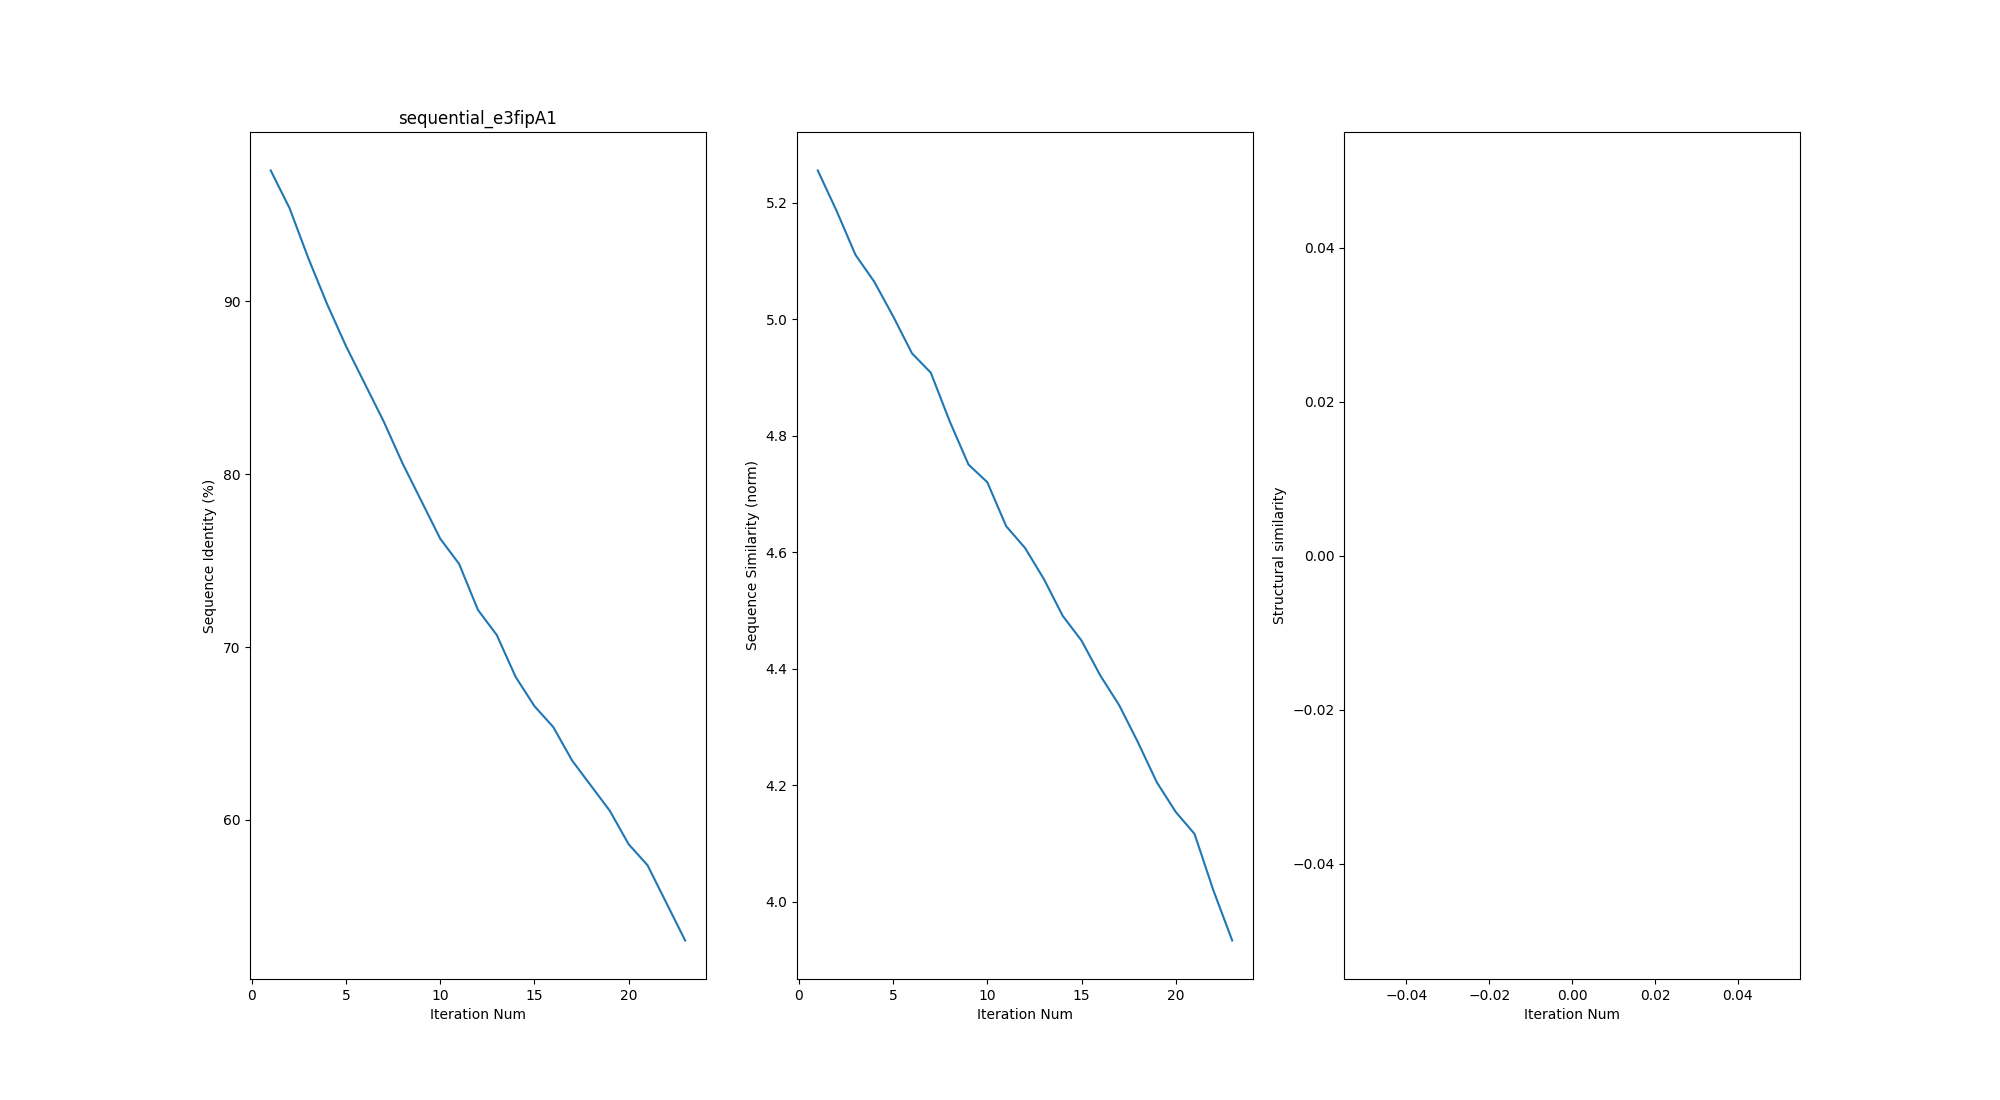 sequential_e3fipA1
Sequence Identity (%)
90
80
70
60
0 5 10 15 20
Iteration Num
Sequence Similarity (norm)
5.2
5.0
4.8
4.6
4.4
4.2
4.0
0 5 10 15 20
Iteration Num
Structural similarity
0.04
0.02
0.00
−0.02
−0.04
−0.04 −0.02 0.00 0.02 0.04
Iteration Num